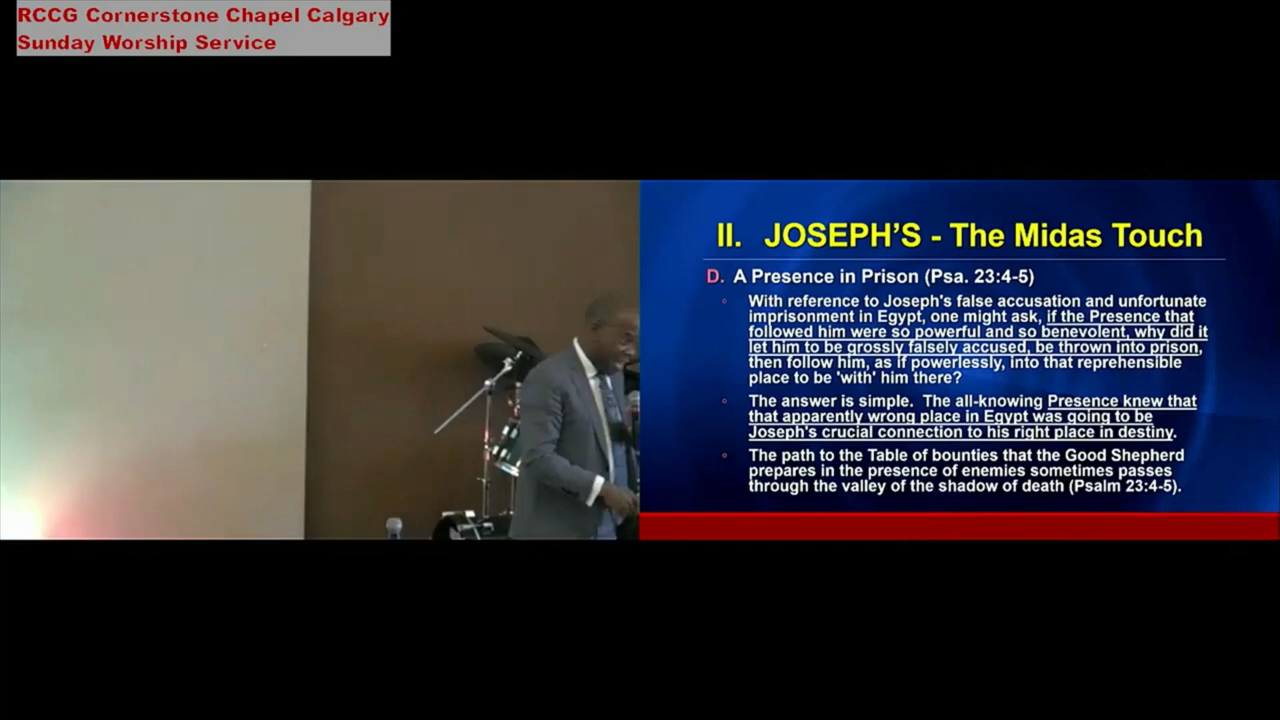 RCCG Cornerstone Chapel Calgary
Sunday Worship Service
II. JOSEPH'S - The Midas Touch
D. A Presence in Prison (Psa. 23:4-5)
With reference to Joseph's false accusation and unfortunate
imprisonment in Egypt, one might ask, if the Presence that
followed him were so powerful and so benevolent, why did it
let him to be grossly falsely accused, be thrown into prison,
then follow him, as if powerlessly, into that reprehensible
place to be 'with' him there?
The answer is simple. The all-knowing Presence knew that
that apparently wrong place in Egypt was going to be
Joseph's crucial connection to his right place in destiny.
The path to the Table of bounties that the Good Shepherd
prepares in the presence of enemies sometimes passes
through the valley of the shadow of death (Psalm 23:4-5).